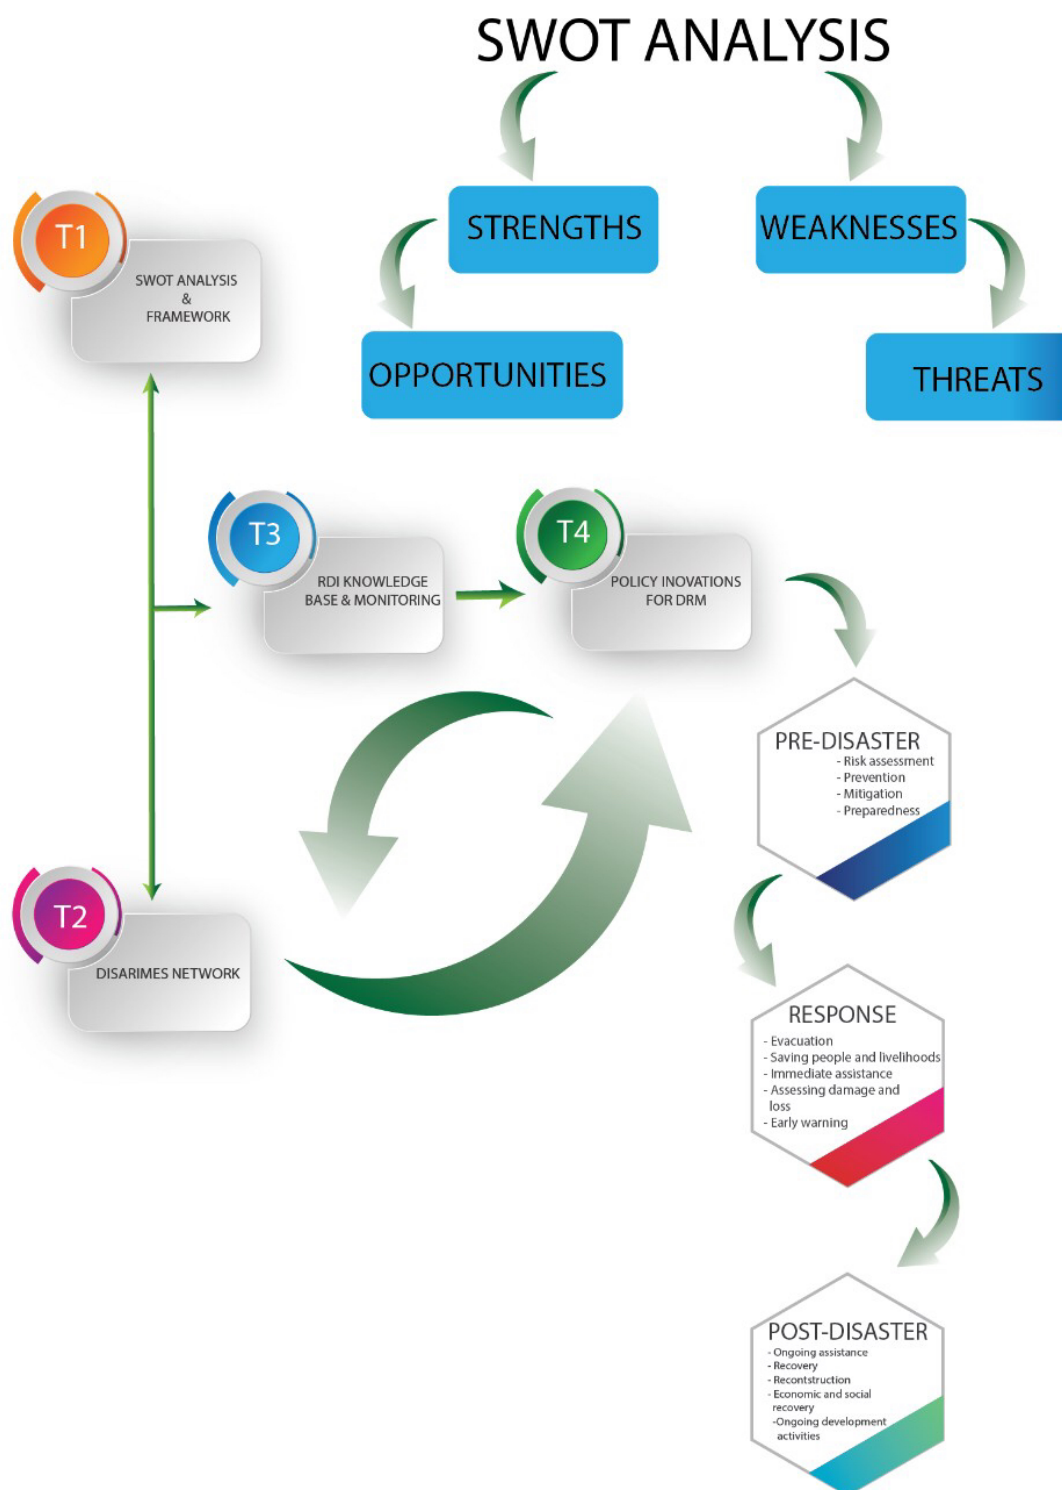 SWOT ANALYSIS
STRENGTHS
WEAKNESSES
OPPORTUNITIES
THREATS
T1
SWOT ANALYSIS
&
FRAMEWORK
T3
RDI KNOWLEDGE
BASE & MONITORING
T4
POLICY INOVATIONS
FOR DRM
T2
DISARIMES NETWORK
PRE-DISASTER
- Risk assessment
- Prevention
- Mitigation
- Preparedness
RESPONSE
- Evacuation
- Saving people and livelihoods
- Immediate assistance
- Assessing damage and
loss
- Early warning
POST-DISASTER
- Ongoing assistance
- Recovery
- Recontstruction
- Economic and social
recovery
-Ongoing development
activities